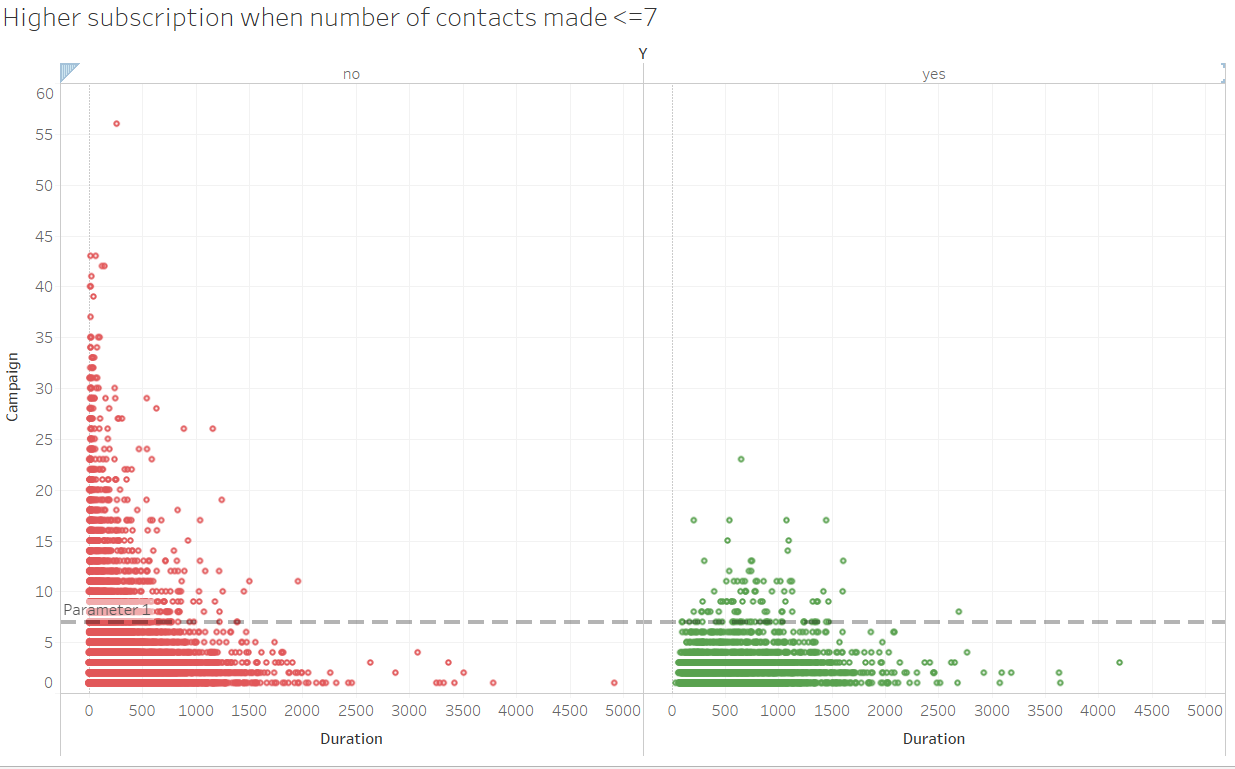 Higher subscription when number of contacts made <=7
Y
no yes
60
55
50
45
40
35
30
25
20
15
10
5
0
Campaign
Parameter 1
0 500 1000 1500 2000 2500 3000 3500 4000 4500 5000 0 500 1000 1500 2000 2500 3000 3500 4000 4500 5000
Duration Duration